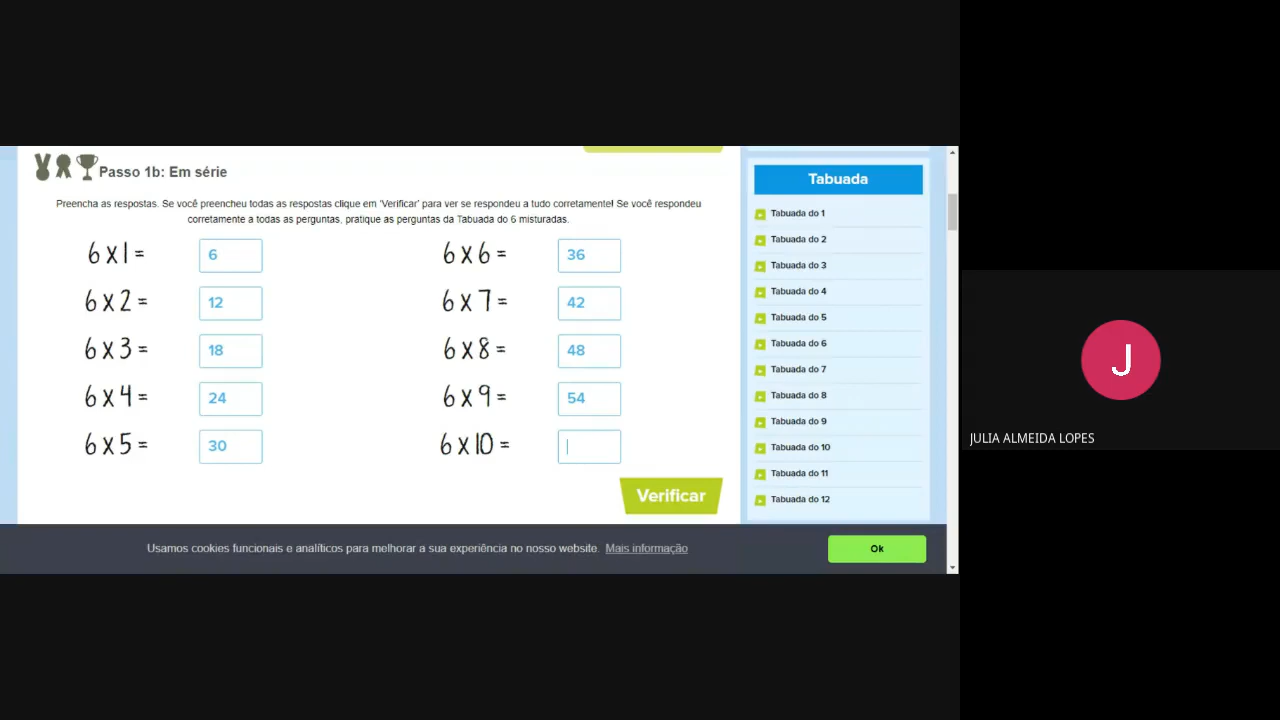 Passo 1b: Em série
Preencha as respostas. Se você preencheu todas as respostas clique em 'Verificar' para ver se respondeu a tudo corretamente! Se você respondeu
corretamente a todas as perguntas, pratique as perguntas da Tabuada do 6 misturadas.
6 x 1 = 6
6 x 2 = 12
6 x 3 = 18
6 x 4 = 24
6 x 5 = 30
6 x 6 = 36
6 x 7 = 42
6 x 8 = 48
6 x 9 = 54
6 x 10 =
Verificar
Tabuada
Tabuada do 1
Tabuada do 2
Tabuada do 3
Tabuada do 4
Tabuada do 5
Tabuada do 6
Tabuada do 7
Tabuada do 8
Tabuada do 9
Tabuada do 10
Tabuada do 11
Tabuada do 12
Usamos cookies funcionais e analíticos para melhorar a sua experiência no nosso website. Mais informação
Ok
J
JULIA ALMEIDA LOPES